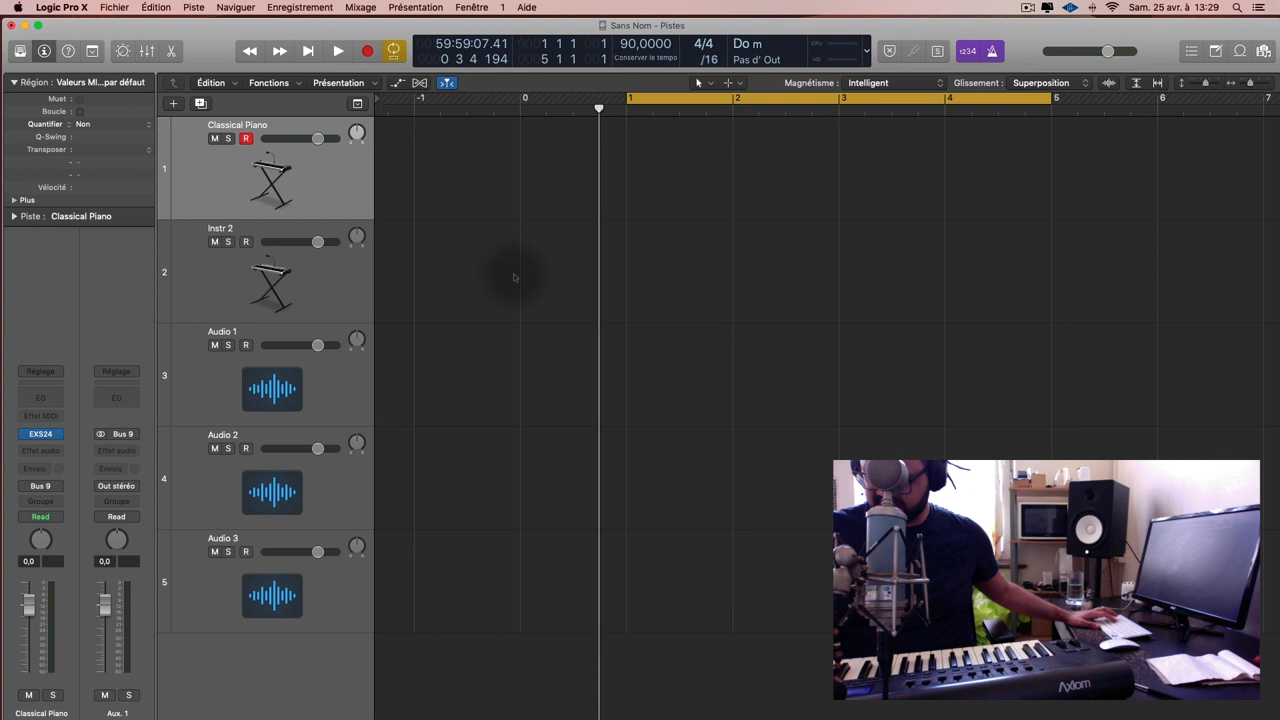 Logic Pro X Fichier Édition Piste Naviguer Enregistrement Mixage Présentation Fenêtre 1 Aide Sam. 25 avr. à 13:29
Sans Nom - Pistes
59:59:07.41 1 1 1 1 90,0000 4/4 Do m CPU
0 3 4 194 5 1 1 1 Conserver le tempo /16 Pas d' Out HD
1234
Région : Valeurs MI...par défaut
Édition Fonctions Présentation Magnétisme : Intelligent Glissement : Superposition
Muet :
Boucle :
Quantifier Non
Q-Swing :
Transposer :
Vélocité :
Plus
Piste : Classical Piano
-1 0 1 2 3 4 5 6 7
1
Classical Piano
M S R
2
Instr 2
M S R
3
Audio 1
M S R
4
Audio 2
M S R
5
Audio 3
M S R
Réglage Réglage
EG EG
Effet MIDI
EXS24 Bus 9
Effet audio Effet audio
Envois Envois
Bus 9 Out stéréo
Groupe Groupe
Read Read
0,0 0,0
M S M S
Classical Piano Aux. 1
Axiom